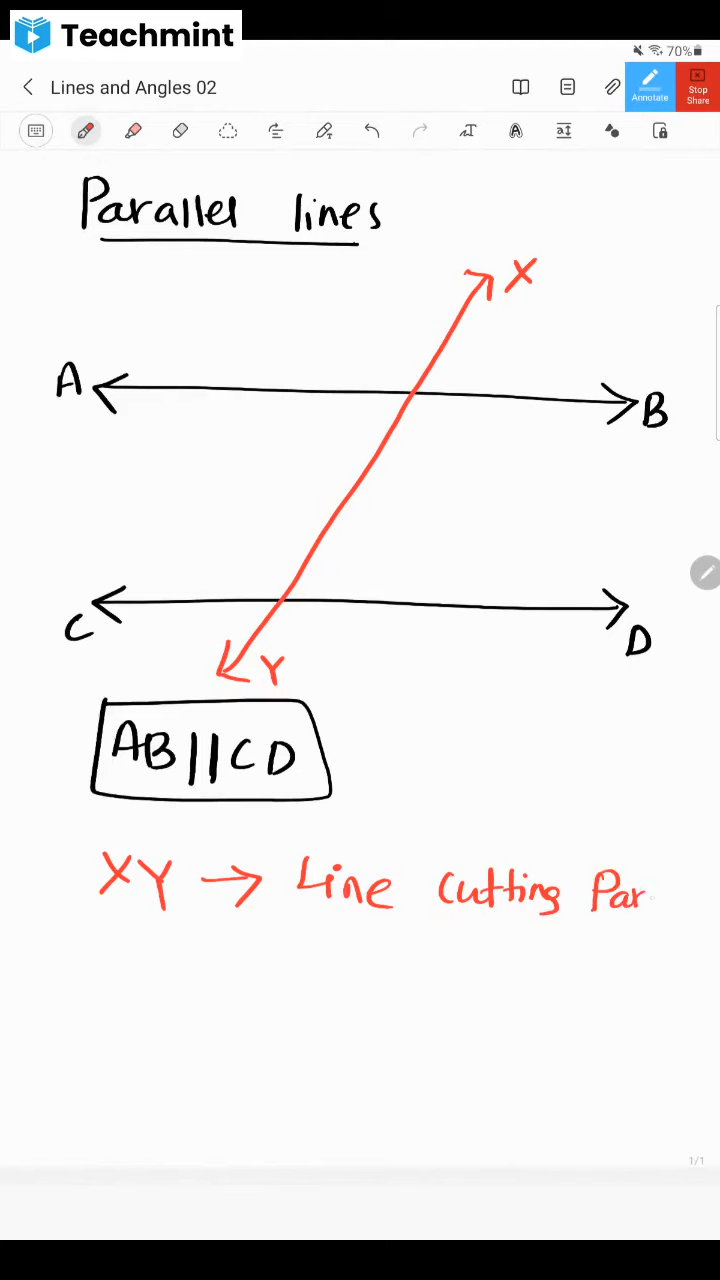 Teachmint
70%
Lines and Angles 02
Annotate
Stop
Share
Parallel lines
X
A
B
C
D
Y
AB||CD
XY → Line cutting Par
1/1